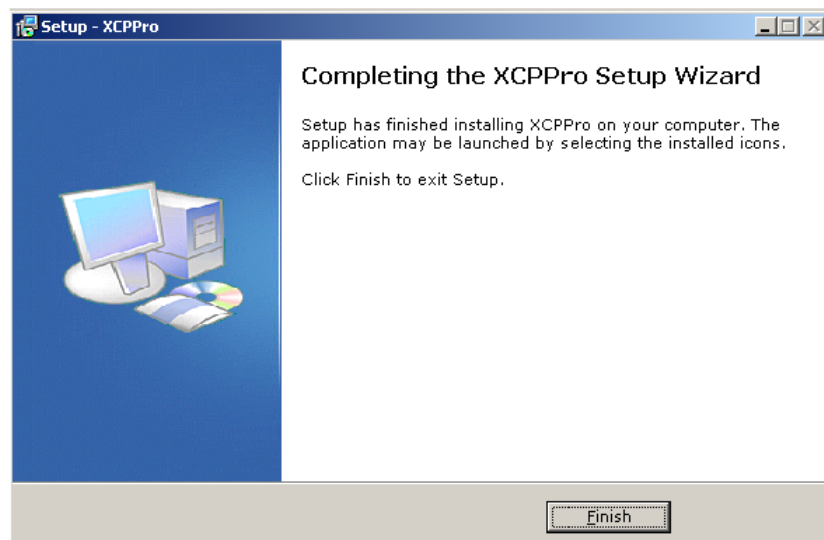 Setup - XCPPro
Completing the XCPPro Setup Wizard
Setup has finished installing XCPPro on your computer. The
application may be launched by selecting the installed icons.
Click Finish to exit Setup.
Finish